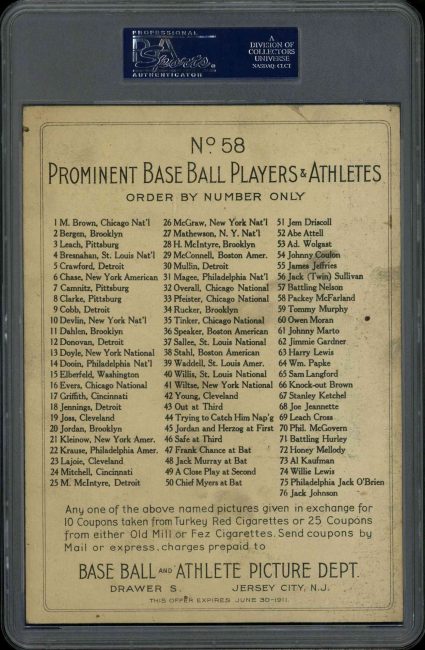 PROFESSIONAL
PSA
Sports
AUTHENTICATOR
A
DIVISION OF
COLLECTORS
UNIVERSE
NASDAQ: CLCT
No 58
PROMINENT BASE BALL PLAYERS & ATHLETES
ORDER BY NUMBER ONLY
1 M. Brown, Chicago Nat'l
2 Bergen, Brooklyn
3 Leach, Pittsburg
4 Bresnahan, St. Louis Nat'l
5 Crawford, Detroit
6 Chase, New York American
7 Camnitz, Pittsburg
8 Clarke, Pittsburg
9 Cobb, Detroit
10 Devlin, New York Nat'l
11 Dahlen, Brooklyn
12 Donovan, Detroit
13 Doyle, New York National
14 Dooin, Philadelphia Nat'l
15 Elberfeld, Washington
16 Evers, Chicago National
17 Griffith, Cincinnati
18 Jennings, Detroit
19 Joss, Cleveland
20 Jordan, Brooklyn
21 Kleinow, New York Amer.
22 Krause, Philadelphia Amer.
23 Lajoie, Cleveland
24 Mitchell, Cincinnati
25 M. McIntyre, Detroit
26 McGraw, New York Nat'l
27 Mathewson, N. Y. Nat'l
28 H. McIntyre, Brooklyn
29 McConnell, Boston Amer.
30 Mullin, Detroit
31 Magee, Philadelphia Nat'l
32 Overall, Chicago National
33 Pfeister, Chicago National
34 Rucker, Brooklyn
35 Tinker, Chicago National
36 Speaker, Boston American
37 Sallee, St. Louis National
38 Stahl, Boston American
39 Waddell, St. Louis Amer.
40 Willis, St. Louis National
41 Wiltse, New York National
42 Young, Cleveland
43 Out at Third
44 Trying to Catch Him Nap'g
45 Jordan and Herzog at First
46 Safe at Third
47 Frank Chance at Bat
48 Jack Murray at Bat
49 A Close Play at Second
50 Chief Myers at Bat
51 Jem Driscoll
52 Abe Attell
53 Ad. Wolgast
54 Johnny Coulon
55 James Jeffries
56 Jack (Twin) Sullivan
57 Battling Nelson
58 Packey McFarland
59 Tommy Murphy
60 Owen Moran
61 Johnny Marto
62 Jimmie Gardner
63 Harry Lewis
64 Wm. Papke
65 Sam Langford
66 Knock-out Brown
67 Stanley Ketchel
68 Joe Jeannette
69 Leach Cross
70 Phil. McGovern
71 Battling Hurley
72 Honey Mellody
73 Al Kaufman
74 Willie Lewis
75 Philadelphia Jack O'Brien
76 Jack Johnson
Any one of the above named pictures given in exchange for
10 Coupons taken from Turkey Red Cigarettes or 25 Coupons
from either Old Mill or Fez Cigarettes. Send coupons by
Mail or express, charges prepaid to
BASE BALL AND ATHLETE PICTURE DEPT.
DRAWER S. JERSEY CITY, N.J.
THIS OFFER EXPIRES JUNE 30-1911.